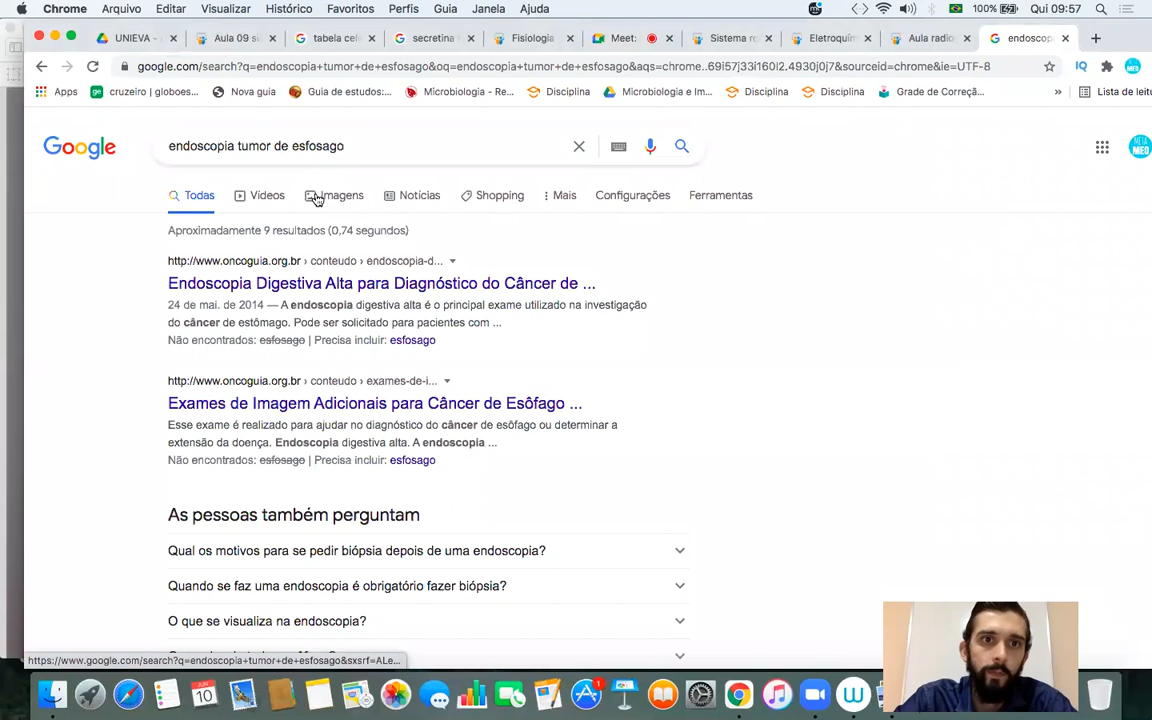 Chrome Arquivo Editar Visualizar Histórico Favoritos Perfis Guia Janela Ajuda 100% Qui 09:57
UNIEVA Aula 09 si tabela cel secretina Fisiologia Meet: Sistema r Eletroquím Aula radio endoscop
google.com/search?q=endoscopia+tumor+de+esfosago&oq=endoscopia+tumor+de+esfosago&aqs=chrome..69i57j33i160l2.4930j0j7&sourceid=chrome&ie=UTF-8
Apps cruzeiro | globoes... Nova guia Guia de estudos:... Microbiologia - Re... Disciplina Microbiologia e Im... Disciplina Disciplina Grade de Correçã... » Lista de leitu
Google endoscopia tumor de esfosago
Todas Vídeos Imagens Notícias Shopping Mais Configurações Ferramentas
Aproximadamente 9 resultados (0,74 segundos)
http://www.oncoguia.org.br › conteudo › endoscopia-d...
Endoscopia Digestiva Alta para Diagnóstico do Câncer de ...
24 de mai. de 2014 — A endoscopia digestiva alta é o principal exame utilizado na investigação
do câncer de estômago. Pode ser solicitado para pacientes com ...
Não encontrados: esfosago | Precisa incluir: esfosago
http://www.oncoguia.org.br › conteudo › exames-de-i...
Exames de Imagem Adicionais para Câncer de Esôfago ...
Esse exame é realizado para ajudar no diagnóstico do câncer de esôfago ou determinar a
extensão da doença. Endoscopia digestiva alta. A endoscopia ...
Não encontrados: esfosago | Precisa incluir: esfosago
As pessoas também perguntam
Qual os motivos para se pedir biópsia depois de uma endoscopia?
Quando se faz uma endoscopia é obrigatório fazer biópsia?
O que se visualiza na endoscopia?
https://www.google.com/search?q=endoscopia+tumor+de+esfosago&sxsrf=ALe...